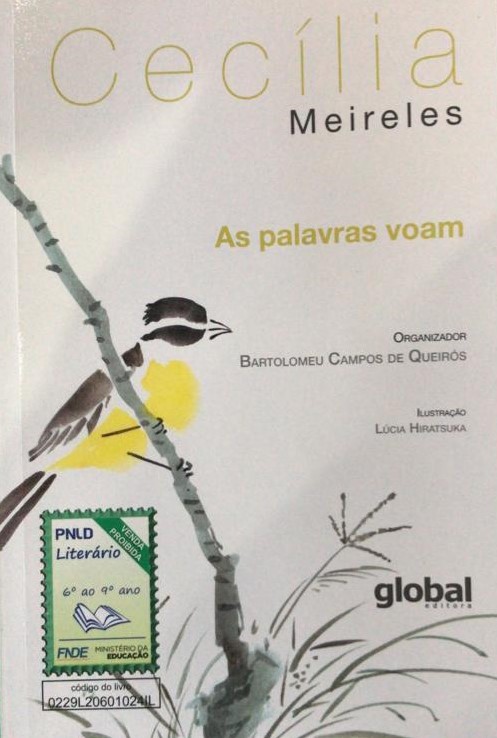 Cecília
Meireles
As palavras voam
Organizador
Bartolomeu Campos de Queirós
Ilustração
Lúcia Hiratsuka
PNLD
Literário
VENDA
PROIBIDA
6º ao 9º ano
FNDE
MINISTÉRIO DA
EDUCAÇÃO
global
editora
código do livro
0229L20601024IL